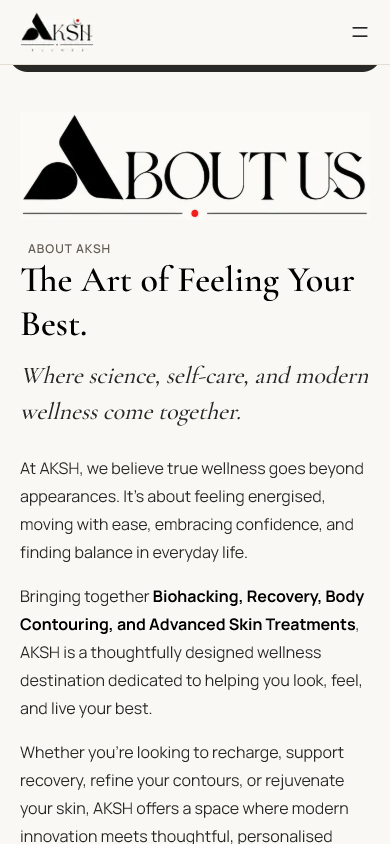 AKSH
ABOUT US
ABOUT AKSH
The Art of Feeling Your
Best.
Where science, self-care, and modern
wellness come together.
At AKSH, we believe true wellness goes beyond
appearances. It’s about feeling energised,
moving with ease, embracing confidence, and
finding balance in everyday life.
Bringing together Biohacking, Recovery, Body
Contouring, and Advanced Skin Treatments,
AKSH is a thoughtfully designed wellness
destination dedicated to helping you look, feel,
and live your best.
Whether you’re looking to recharge, support
recovery, refine your contours, or rejuvenate
your skin, AKSH offers a space where modern
innovation meets thoughtful, personalised